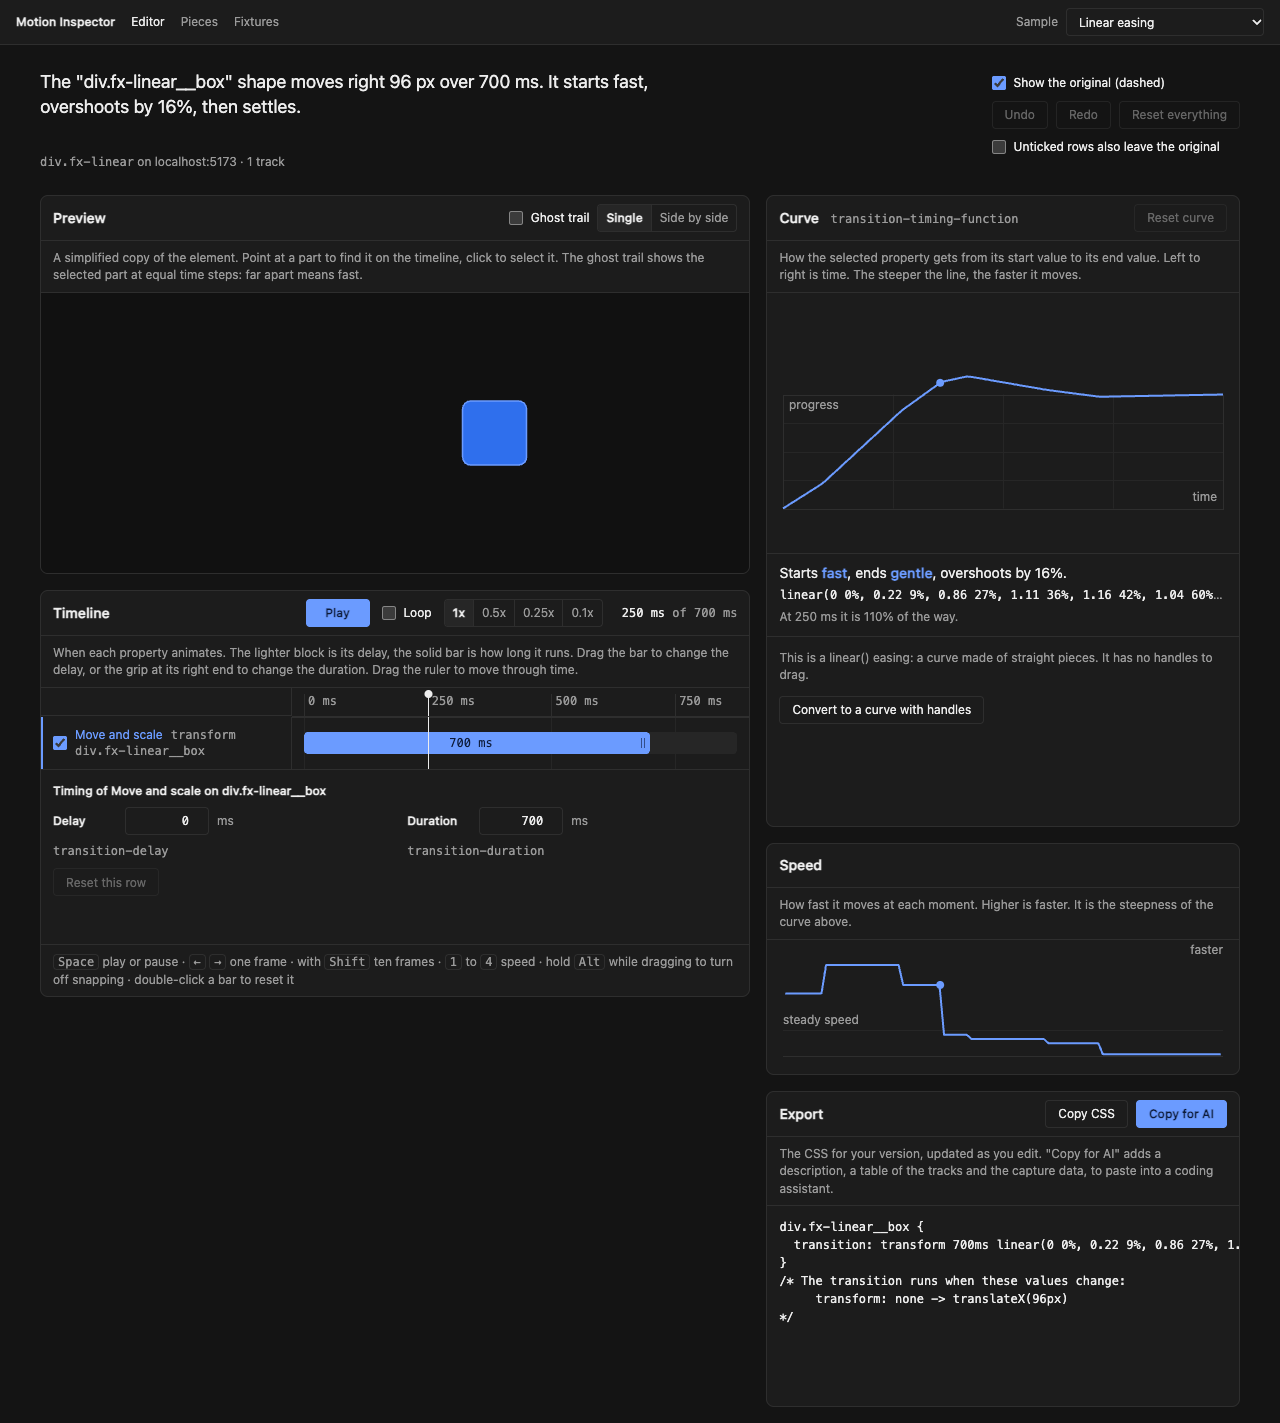 Motion Inspector Editor Pieces Fixtures Sample Linear easing
The "div.fx-linear__box" shape moves right 96 px over 700 ms. It starts fast,
overshoots by 16%, then settles.
div.fx-linear on localhost:5173 · 1 track
Show the original (dashed)
Undo Redo Reset everything
Unticked rows also leave the original
Preview Ghost trail Single Side by side
A simplified copy of the element. Point at a part to find it on the timeline, click to select it. The ghost trail shows the
selected part at equal time steps: far apart means fast.
Timeline Play Loop 1x 0.5x 0.25x 0.1x 250 ms of 700 ms
When each property animates. The lighter block is its delay, the solid bar is how long it runs. Drag the bar to change the
delay, or the grip at its right end to change the duration. Drag the ruler to move through time.
0 ms 250 ms 500 ms 750 ms
Move and scale transform
div.fx-linear__box
700 ms
Timing of Move and scale on div.fx-linear__box
Delay 0 ms Duration 700 ms
transition-delay transition-duration
Reset this row
Space play or pause · ← → one frame · with Shift ten frames · 1 to 4 speed · hold Alt while dragging to turn
off snapping · double-click a bar to reset it
Curve transition-timing-function Reset curve
How the selected property gets from its start value to its end value. Left to
right is time. The steeper the line, the faster it moves.
progress
time
Starts fast, ends gentle, overshoots by 16%.
linear(0 0%, 0.22 9%, 0.86 27%, 1.11 36%, 1.16 42%, 1.04 60%…
At 250 ms it is 110% of the way.
This is a linear() easing: a curve made of straight pieces. It has no handles to
drag.
Convert to a curve with handles
Speed
How fast it moves at each moment. Higher is faster. It is the steepness of the
curve above.
faster
steady speed
Export Copy CSS Copy for AI
The CSS for your version, updated as you edit. "Copy for AI" adds a
description, a table of the tracks and the capture data, to paste into a coding
assistant.
div.fx-linear__box {
transition: transform 700ms linear(0 0%, 0.22 9%, 0.86 27%, 1.
}
/* The transition runs when these values change:
transform: none -> translateX(96px)
*/